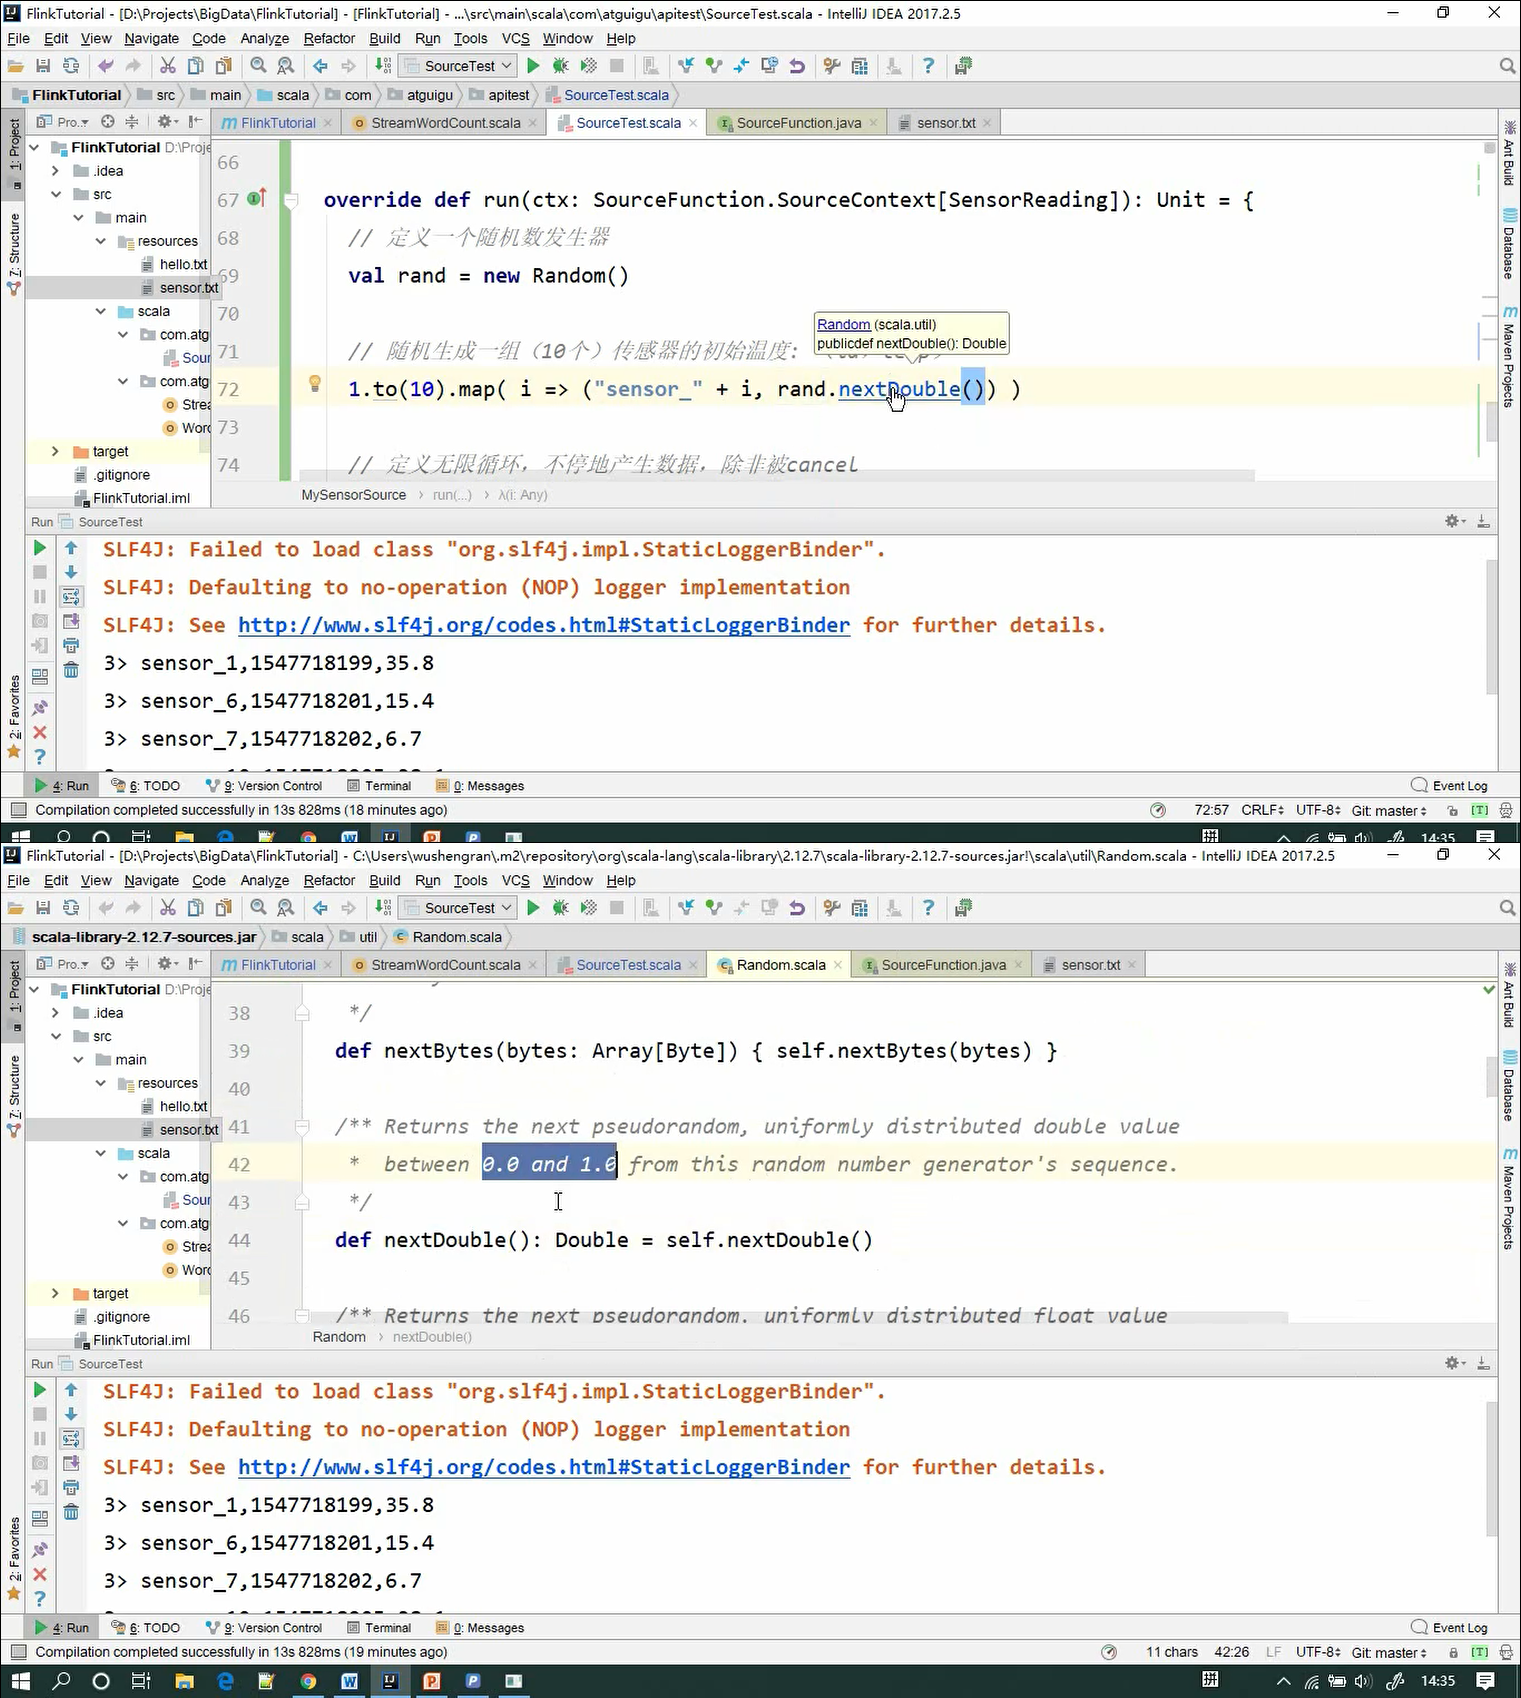 FlinkTutorial - [D:\Projects\BigData\FlinkTutorial] - [FlinkTutorial] - ...\src\main\scala\com\atguigu\apitest\SourceTest.scala - IntelliJ IDEA 2017.2.5
File Edit View Navigate Code Analyze Refactor Build Run Tools VCS Window Help
SourceTest
FlinkTutorial src main scala com atguigu apitest SourceTest.scala
Pro.. FlinkTutorial StreamWordCount.scala SourceTest.scala SourceFunction.java sensor.txt
1: Project
7: Structure
2: Favorites
Ant Build
Database
Maven Projects
FlinkTutorial D:\Proje
.idea
src
main
resources
hello.txt
sensor.txt
scala
com.atg
Sour
com.atg
Strea
Word
target
.gitignore
FlinkTutorial.iml
66
67 override def run(ctx: SourceFunction.SourceContext[SensorReading]): Unit = {
68 // 定义一个随机数发生器
69 val rand = new Random()
70
Random (scala.util)
publicdef nextDouble(): Double
71 // 随机生成一组（10个）传感器的初始温度：
72 1.to(10).map( i => ("sensor_" + i, rand.nextDouble()) )
73
74 // 定义无限循环，不停地产生数据，除非被cancel
MySensorSource › run(...) › λ(i: Any)
Run SourceTest
SLF4J: Failed to load class "org.slf4j.impl.StaticLoggerBinder".
SLF4J: Defaulting to no-operation (NOP) logger implementation
SLF4J: See http://www.slf4j.org/codes.html#StaticLoggerBinder for further details.
3> sensor_1,1547718199,35.8
3> sensor_6,1547718201,15.4
3> sensor_7,1547718202,6.7
4: Run 6: TODO 9: Version Control Terminal 0: Messages Event Log
Compilation completed successfully in 13s 828ms (18 minutes ago) 72:57 CRLF UTF-8 Git: master [T]
拼 14:35
FlinkTutorial - [D:\Projects\BigData\FlinkTutorial] - C:\Users\wushengran\.m2\repository\org\scala-lang\scala-library\2.12.7\scala-library-2.12.7-sources.jar!\scala\util\Random.scala - IntelliJ IDEA 2017.2.5
File Edit View Navigate Code Analyze Refactor Build Run Tools VCS Window Help
SourceTest
scala-library-2.12.7-sources.jar scala util Random.scala
Pro.. FlinkTutorial StreamWordCount.scala SourceTest.scala Random.scala SourceFunction.java sensor.txt
1: Project
7: Structure
2: Favorites
Ant Build
Database
Maven Projects
FlinkTutorial D:\Proje
.idea
src
main
resources
hello.txt
sensor.txt
scala
com.atg
Sour
com.atg
Strea
Word
target
.gitignore
FlinkTutorial.iml
38 */
39 def nextBytes(bytes: Array[Byte]) { self.nextBytes(bytes) }
40
41 /** Returns the next pseudorandom, uniformly distributed double value
42 * between 0.0 and 1.0 from this random number generator's sequence.
43 */
44 def nextDouble(): Double = self.nextDouble()
45
46 /** Returns the next pseudorandom, uniformly distributed float value
Random › nextDouble()
Run SourceTest
SLF4J: Failed to load class "org.slf4j.impl.StaticLoggerBinder".
SLF4J: Defaulting to no-operation (NOP) logger implementation
SLF4J: See http://www.slf4j.org/codes.html#StaticLoggerBinder for further details.
3> sensor_1,1547718199,35.8
3> sensor_6,1547718201,15.4
3> sensor_7,1547718202,6.7
4: Run 6: TODO 9: Version Control Terminal 0: Messages Event Log
Compilation completed successfully in 13s 828ms (19 minutes ago) 11 chars 42:26 LF UTF-8 Git: master [T]
拼 14:35